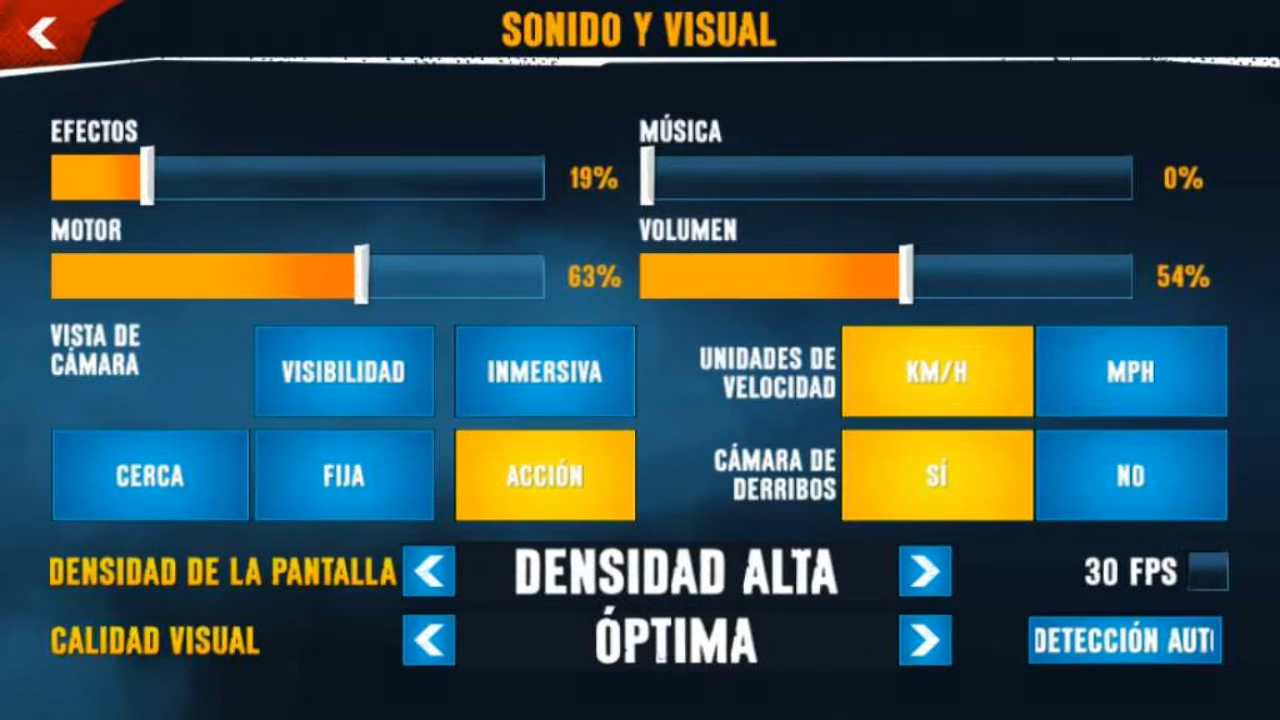 SONIDO Y VISUAL
EFECTOS
19%
MÚSICA
0%
MOTOR
63%
VOLUMEN
54%
VISTA DE
CÁMARA
VISIBILIDAD
INMERSIVA
UNIDADES DE
VELOCIDAD
KM/H
MPH
CERCA
FIJA
ACCIÓN
CÁMARA DE
DERRIBOS
SÍ
NO
DENSIDAD DE LA PANTALLA
DENSIDAD ALTA
30 FPS
CALIDAD VISUAL
ÓPTIMA
DETECCIÓN AUT